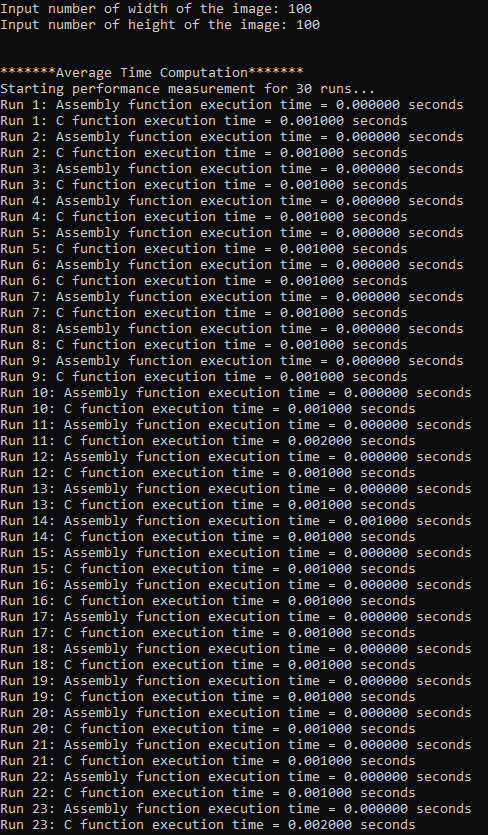 Input number of width of the image: 100
Input number of height of the image: 100
*******Average Time Computation*******
Starting performance measurement for 30 runs...
Run 1: Assembly function execution time = 0.000000 seconds
Run 1: C function execution time = 0.001000 seconds
Run 2: Assembly function execution time = 0.000000 seconds
Run 2: C function execution time = 0.001000 seconds
Run 3: Assembly function execution time = 0.000000 seconds
Run 3: C function execution time = 0.001000 seconds
Run 4: Assembly function execution time = 0.000000 seconds
Run 4: C function execution time = 0.001000 seconds
Run 5: Assembly function execution time = 0.000000 seconds
Run 5: C function execution time = 0.001000 seconds
Run 6: Assembly function execution time = 0.000000 seconds
Run 6: C function execution time = 0.001000 seconds
Run 7: Assembly function execution time = 0.000000 seconds
Run 7: C function execution time = 0.001000 seconds
Run 8: Assembly function execution time = 0.000000 seconds
Run 8: C function execution time = 0.001000 seconds
Run 9: Assembly function execution time = 0.000000 seconds
Run 9: C function execution time = 0.001000 seconds
Run 10: Assembly function execution time = 0.000000 seconds
Run 10: C function execution time = 0.001000 seconds
Run 11: Assembly function execution time = 0.000000 seconds
Run 11: C function execution time = 0.002000 seconds
Run 12: Assembly function execution time = 0.000000 seconds
Run 12: C function execution time = 0.001000 seconds
Run 13: Assembly function execution time = 0.000000 seconds
Run 13: C function execution time = 0.001000 seconds
Run 14: Assembly function execution time = 0.001000 seconds
Run 14: C function execution time = 0.001000 seconds
Run 15: Assembly function execution time = 0.000000 seconds
Run 15: C function execution time = 0.001000 seconds
Run 16: Assembly function execution time = 0.000000 seconds
Run 16: C function execution time = 0.001000 seconds
Run 17: Assembly function execution time = 0.000000 seconds
Run 17: C function execution time = 0.001000 seconds
Run 18: Assembly function execution time = 0.000000 seconds
Run 18: C function execution time = 0.001000 seconds
Run 19: Assembly function execution time = 0.000000 seconds
Run 19: C function execution time = 0.001000 seconds
Run 20: Assembly function execution time = 0.000000 seconds
Run 20: C function execution time = 0.001000 seconds
Run 21: Assembly function execution time = 0.000000 seconds
Run 21: C function execution time = 0.001000 seconds
Run 22: Assembly function execution time = 0.000000 seconds
Run 22: C function execution time = 0.001000 seconds
Run 23: Assembly function execution time = 0.000000 seconds
Run 23: C function execution time = 0.002000 seconds